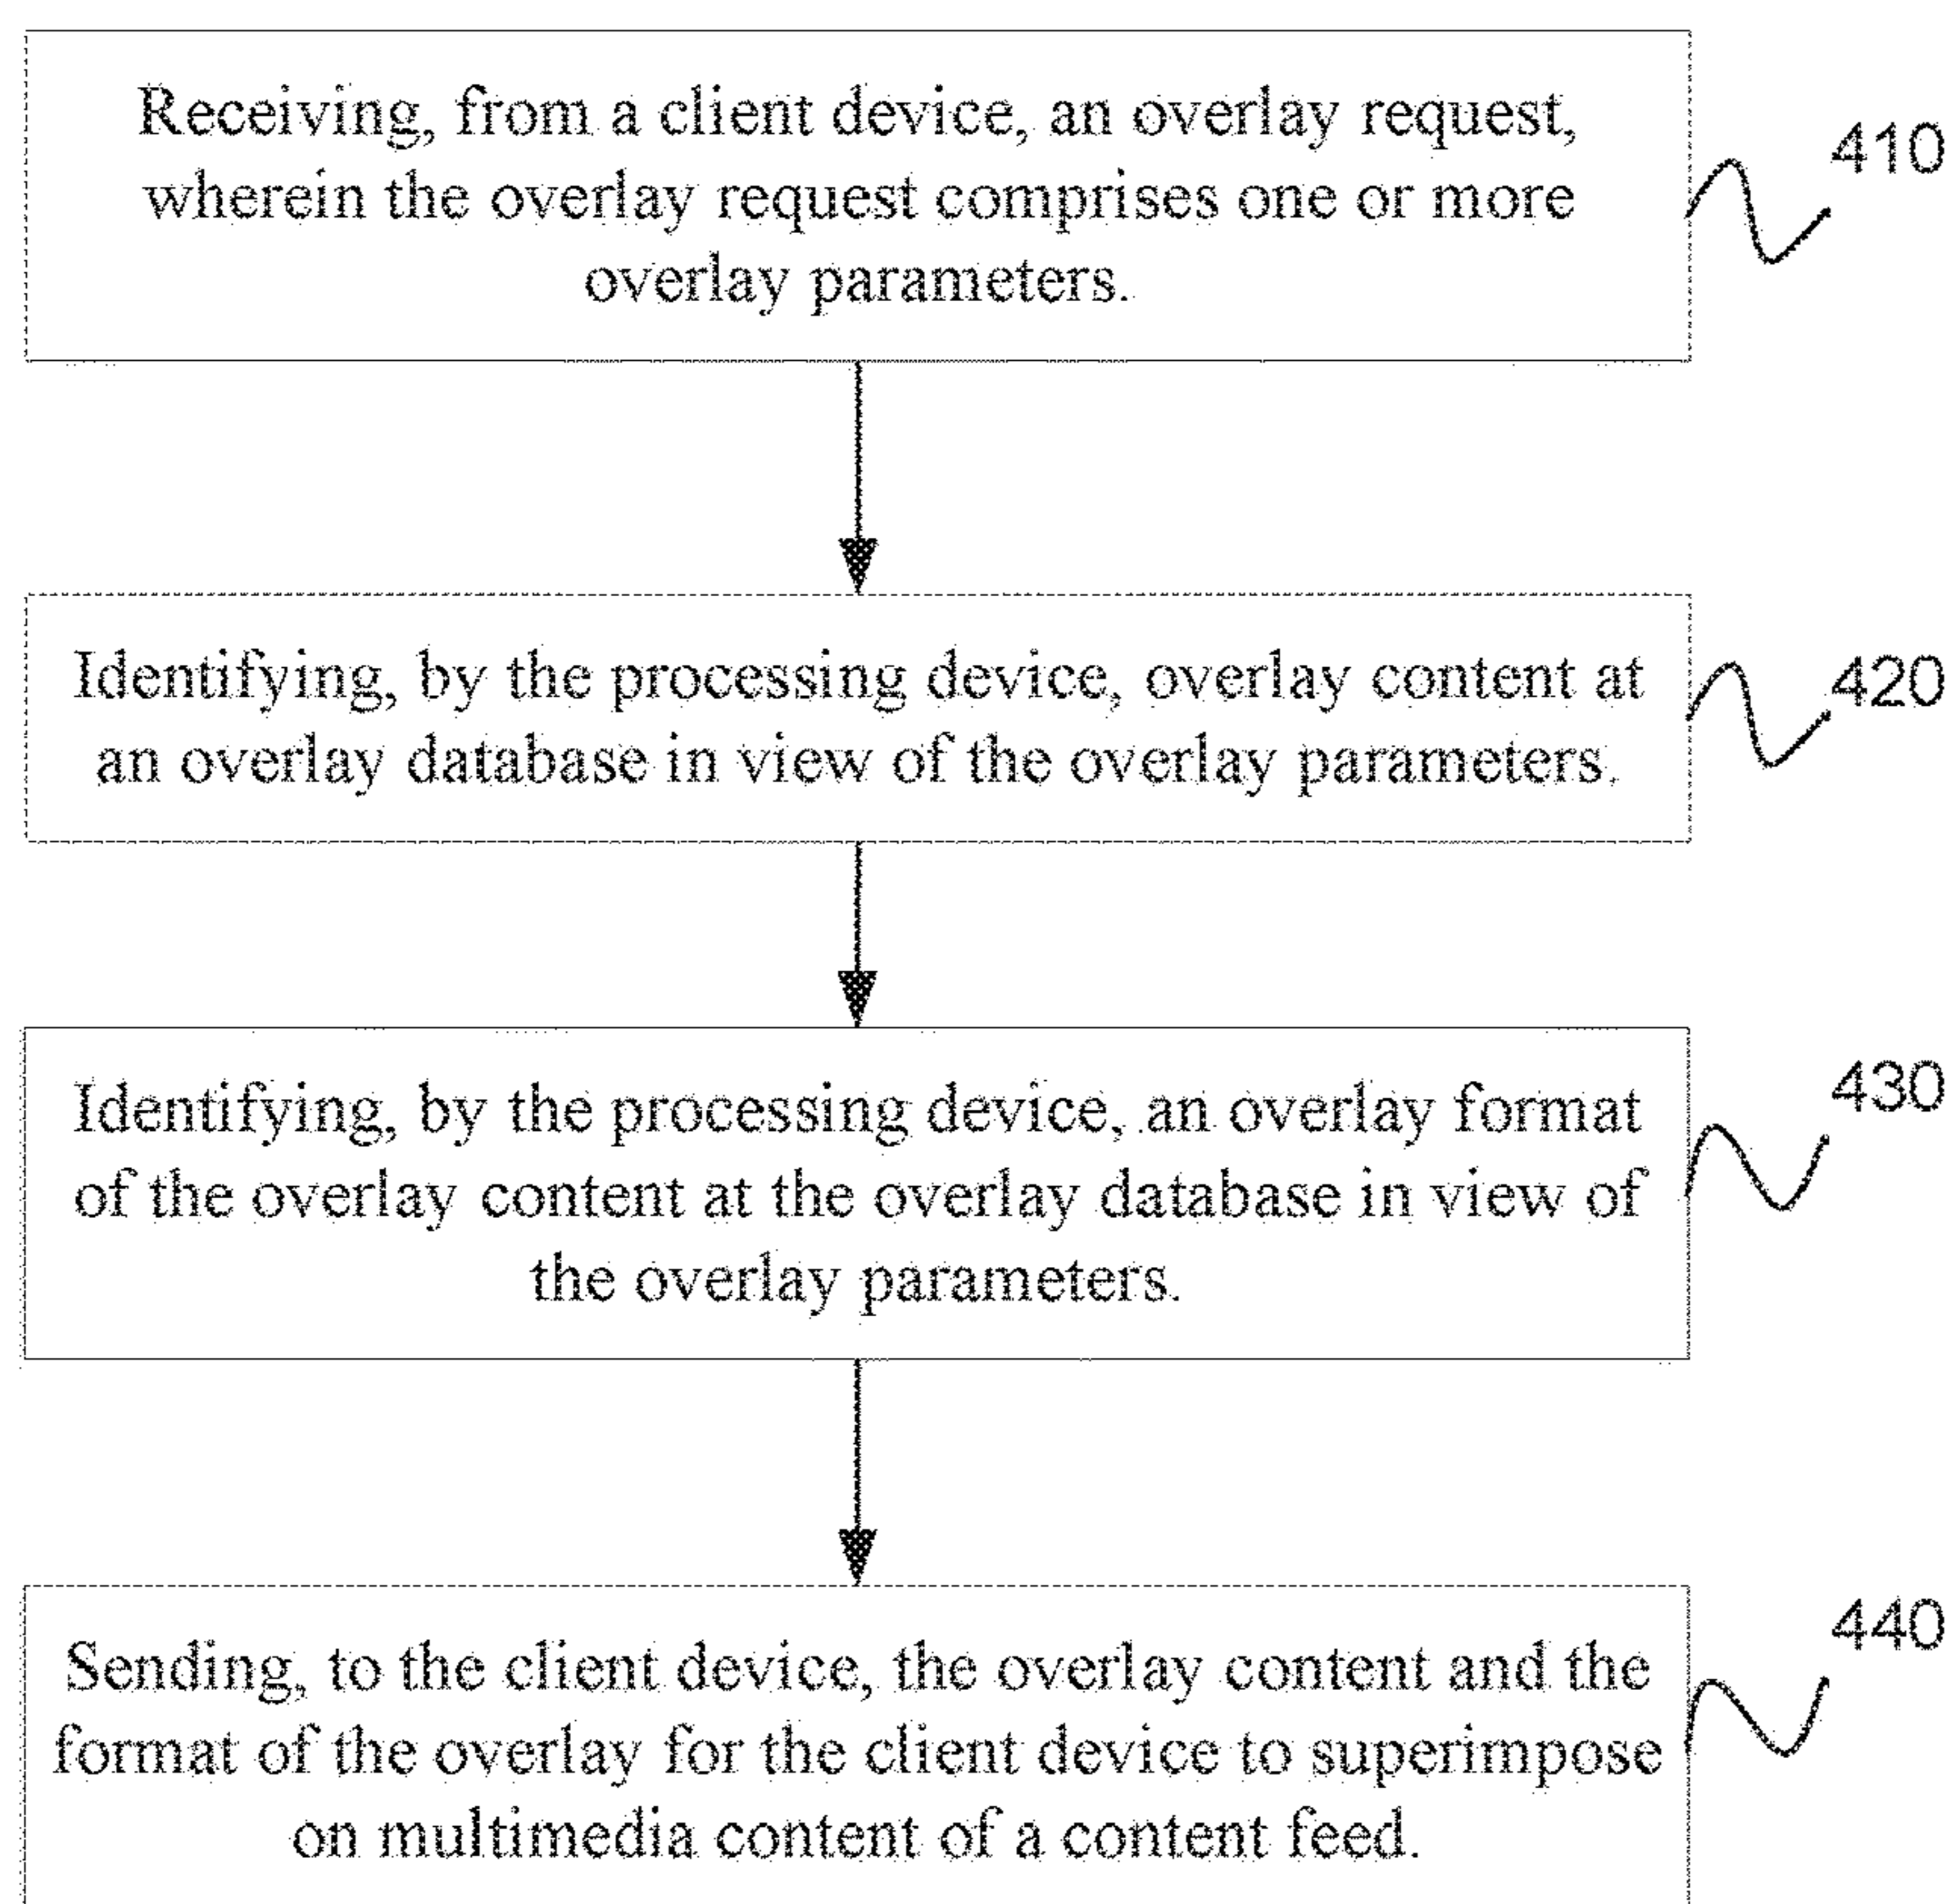 Receiving, from a client device, an overlay request,
wherein the overlay request comprises one or more
overlay parameters.
410
Identifying, by the processing device, overlay content at
an overlay database in view of the overlay parameters.
420
Identifying, by the processing device, an overlay format
of the overlay content at the overlay database in view of
the overlay parameters.
430
Sending, to the client device, the overlay content and the
format of the overlay for the client device to superimpose
on multimedia content of a content feed.
440